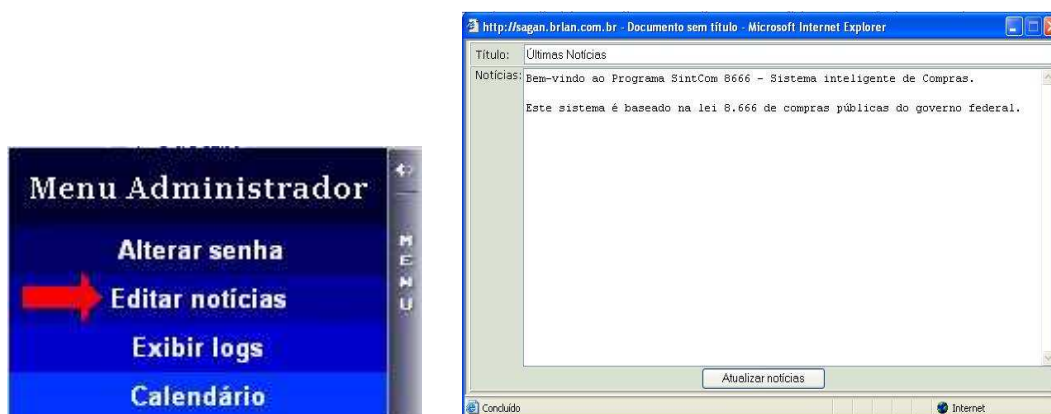 Menu Administrador
Alterar senha
Editar notícias
Exibir logs
Calendário
MENU
http://sagan.brlan.com.br - Documento sem título - Microsoft Internet Explorer
Título: Últimas Notícias
Notícias: Bem-vindo ao Programa SintCom 8666 - Sistema inteligente de Compras.
Este sistema é baseado na lei 8.666 de compras públicas do governo federal.
Atualizar notícias
Concluído Internet